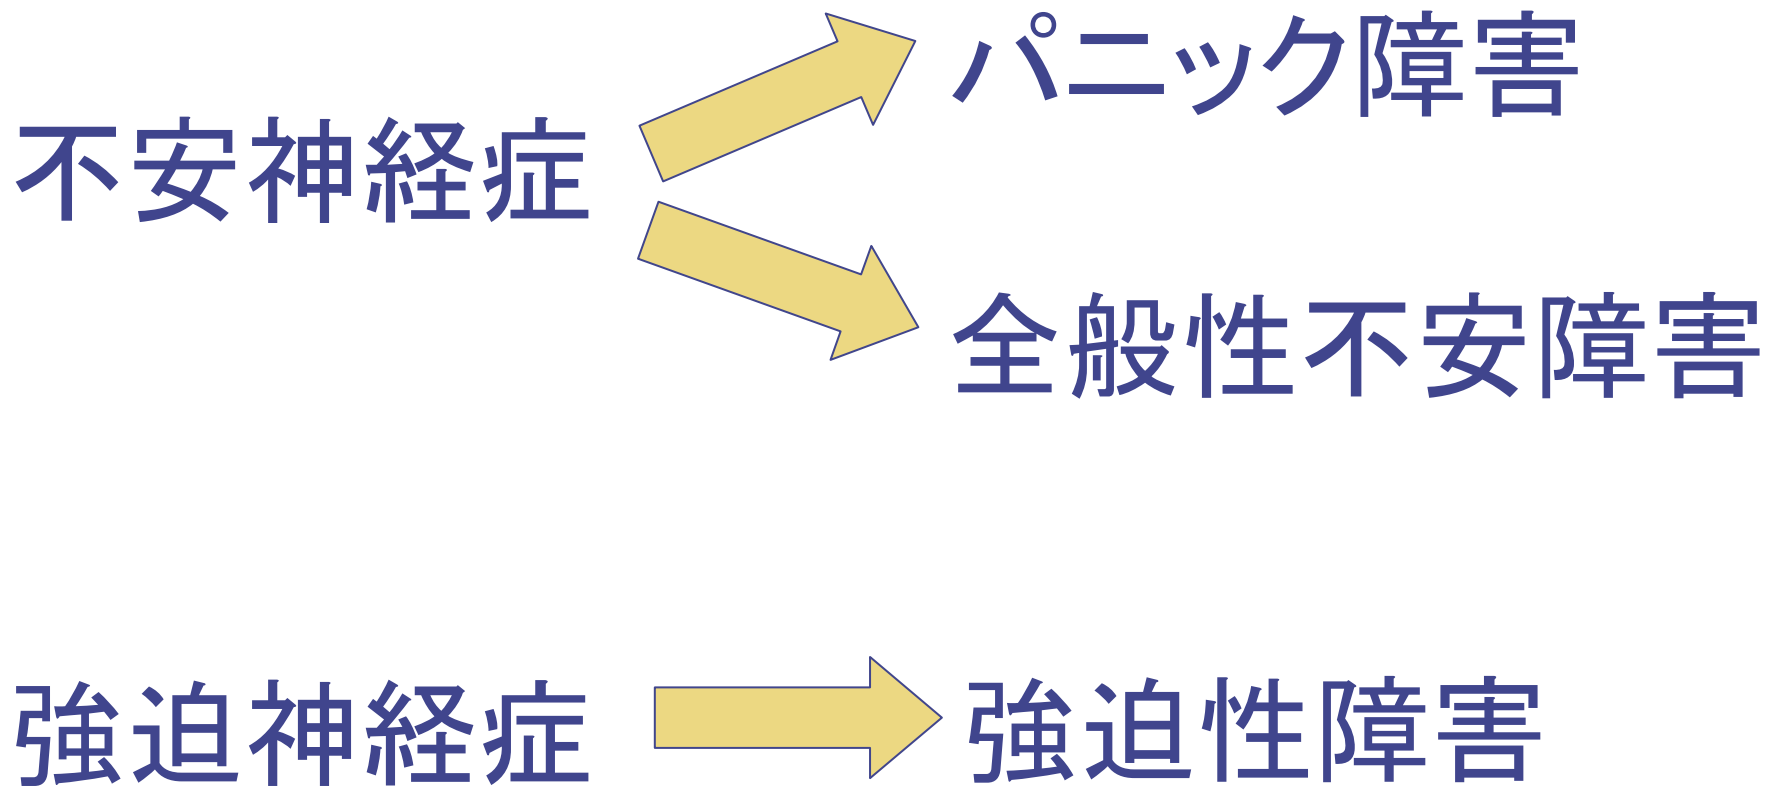 パニック障害
不安神経症
全般性不安障害
強迫神経症
強迫性障害